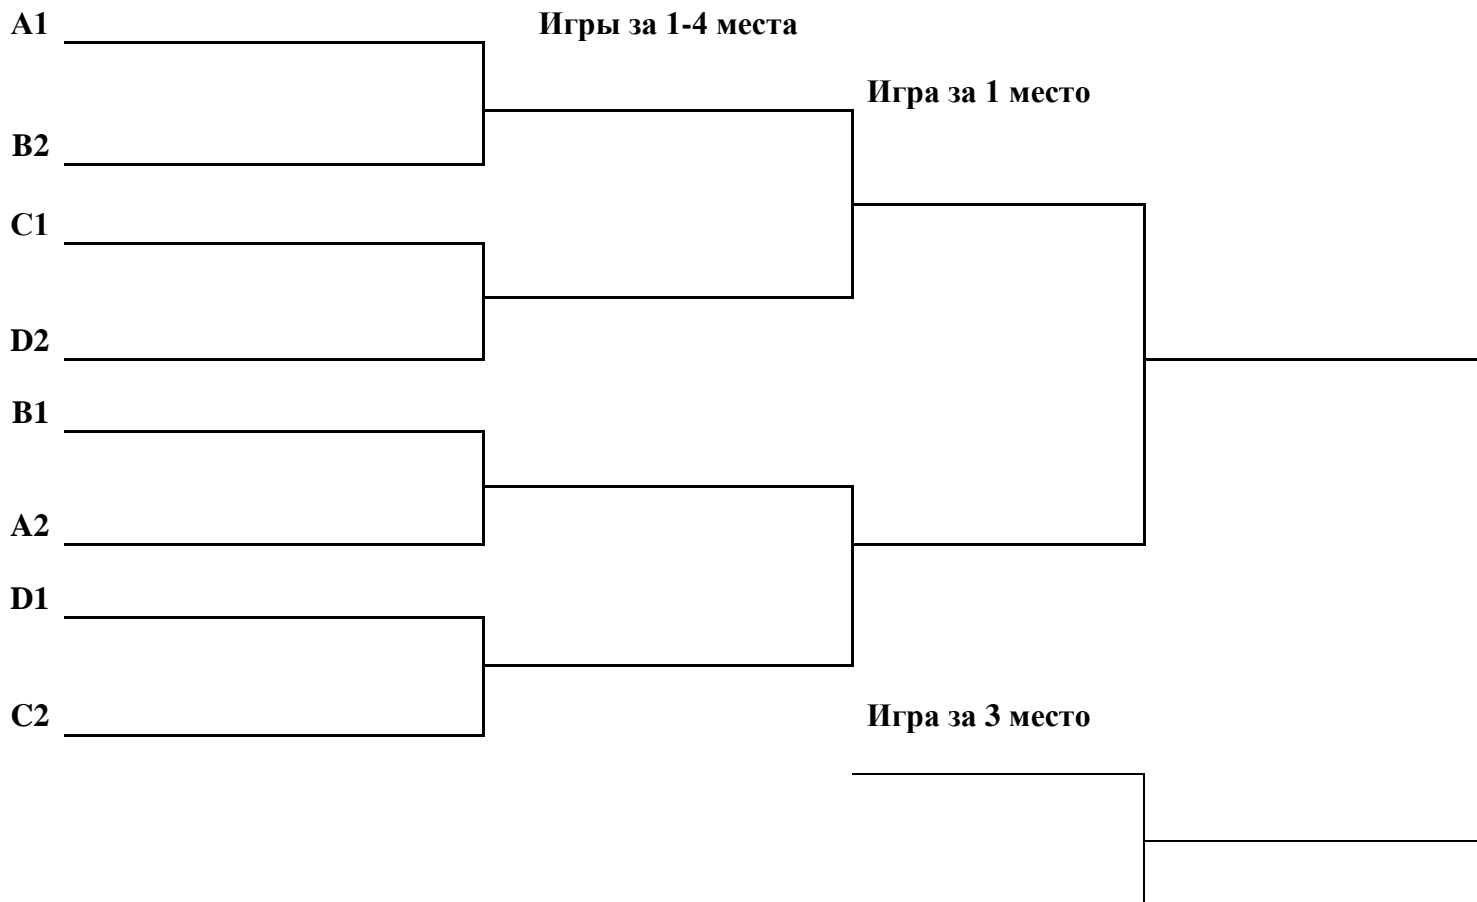 A1
Игры за 1-4 места
Игра за 1 место
B2
C1
D2
B1
A2
D1
C2
Игра за 3 место